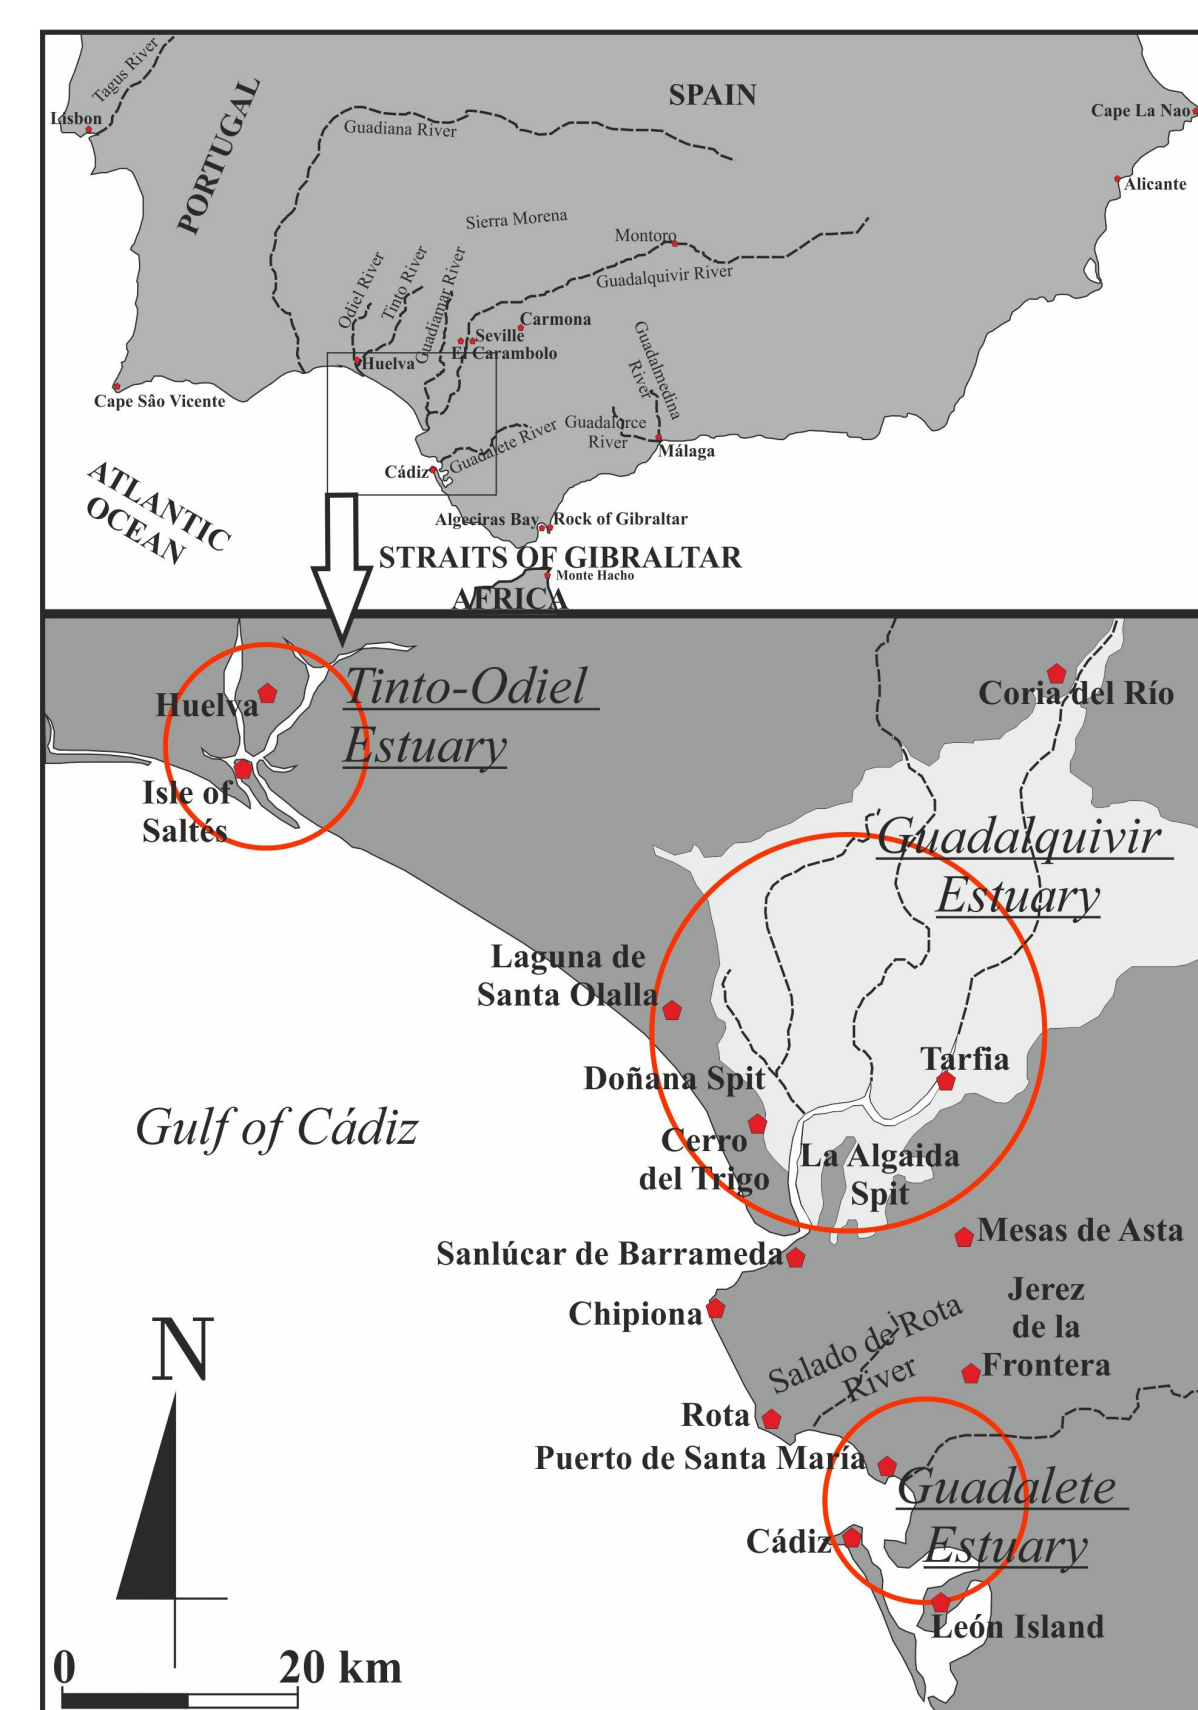 Tagus River
Lisbon
PORTUGAL
SPAIN
Cape La Nao
Guadiana River
Alicante
Sierra Morena
Montoro
Guadalquivir River
Odiel River
Tinto River
Guadiamar River
Carmona
Seville
El Carambolo
Huelva
Guadalmedina
River
Cape Sâo Vicente
Guadalete River
Guadalorce
River
Málaga
Cádiz
ATLANTIC
OCEAN
Algeciras Bay
Rock of Gibraltar
STRAITS OF GIBRALTAR
Monte Hacho
AFRICA
Tinto-Odiel
Estuary
Huelva
Isle of
Saltés
Coria del Río
Guadalquivir
Estuary
Laguna de
Santa Olalla
Tarfia
Doñana Spit
Gulf of Cádiz
Cerro
del Trigo
La Algaida
Spit
Mesas de Asta
Sanlúcar de Barrameda
Jerez
de la
Frontera
Chipiona
Salado de Rota
River
N
Rota
Puerto de Santa María
Guadalete
Estuary
Cádiz
León Island
0
20 km